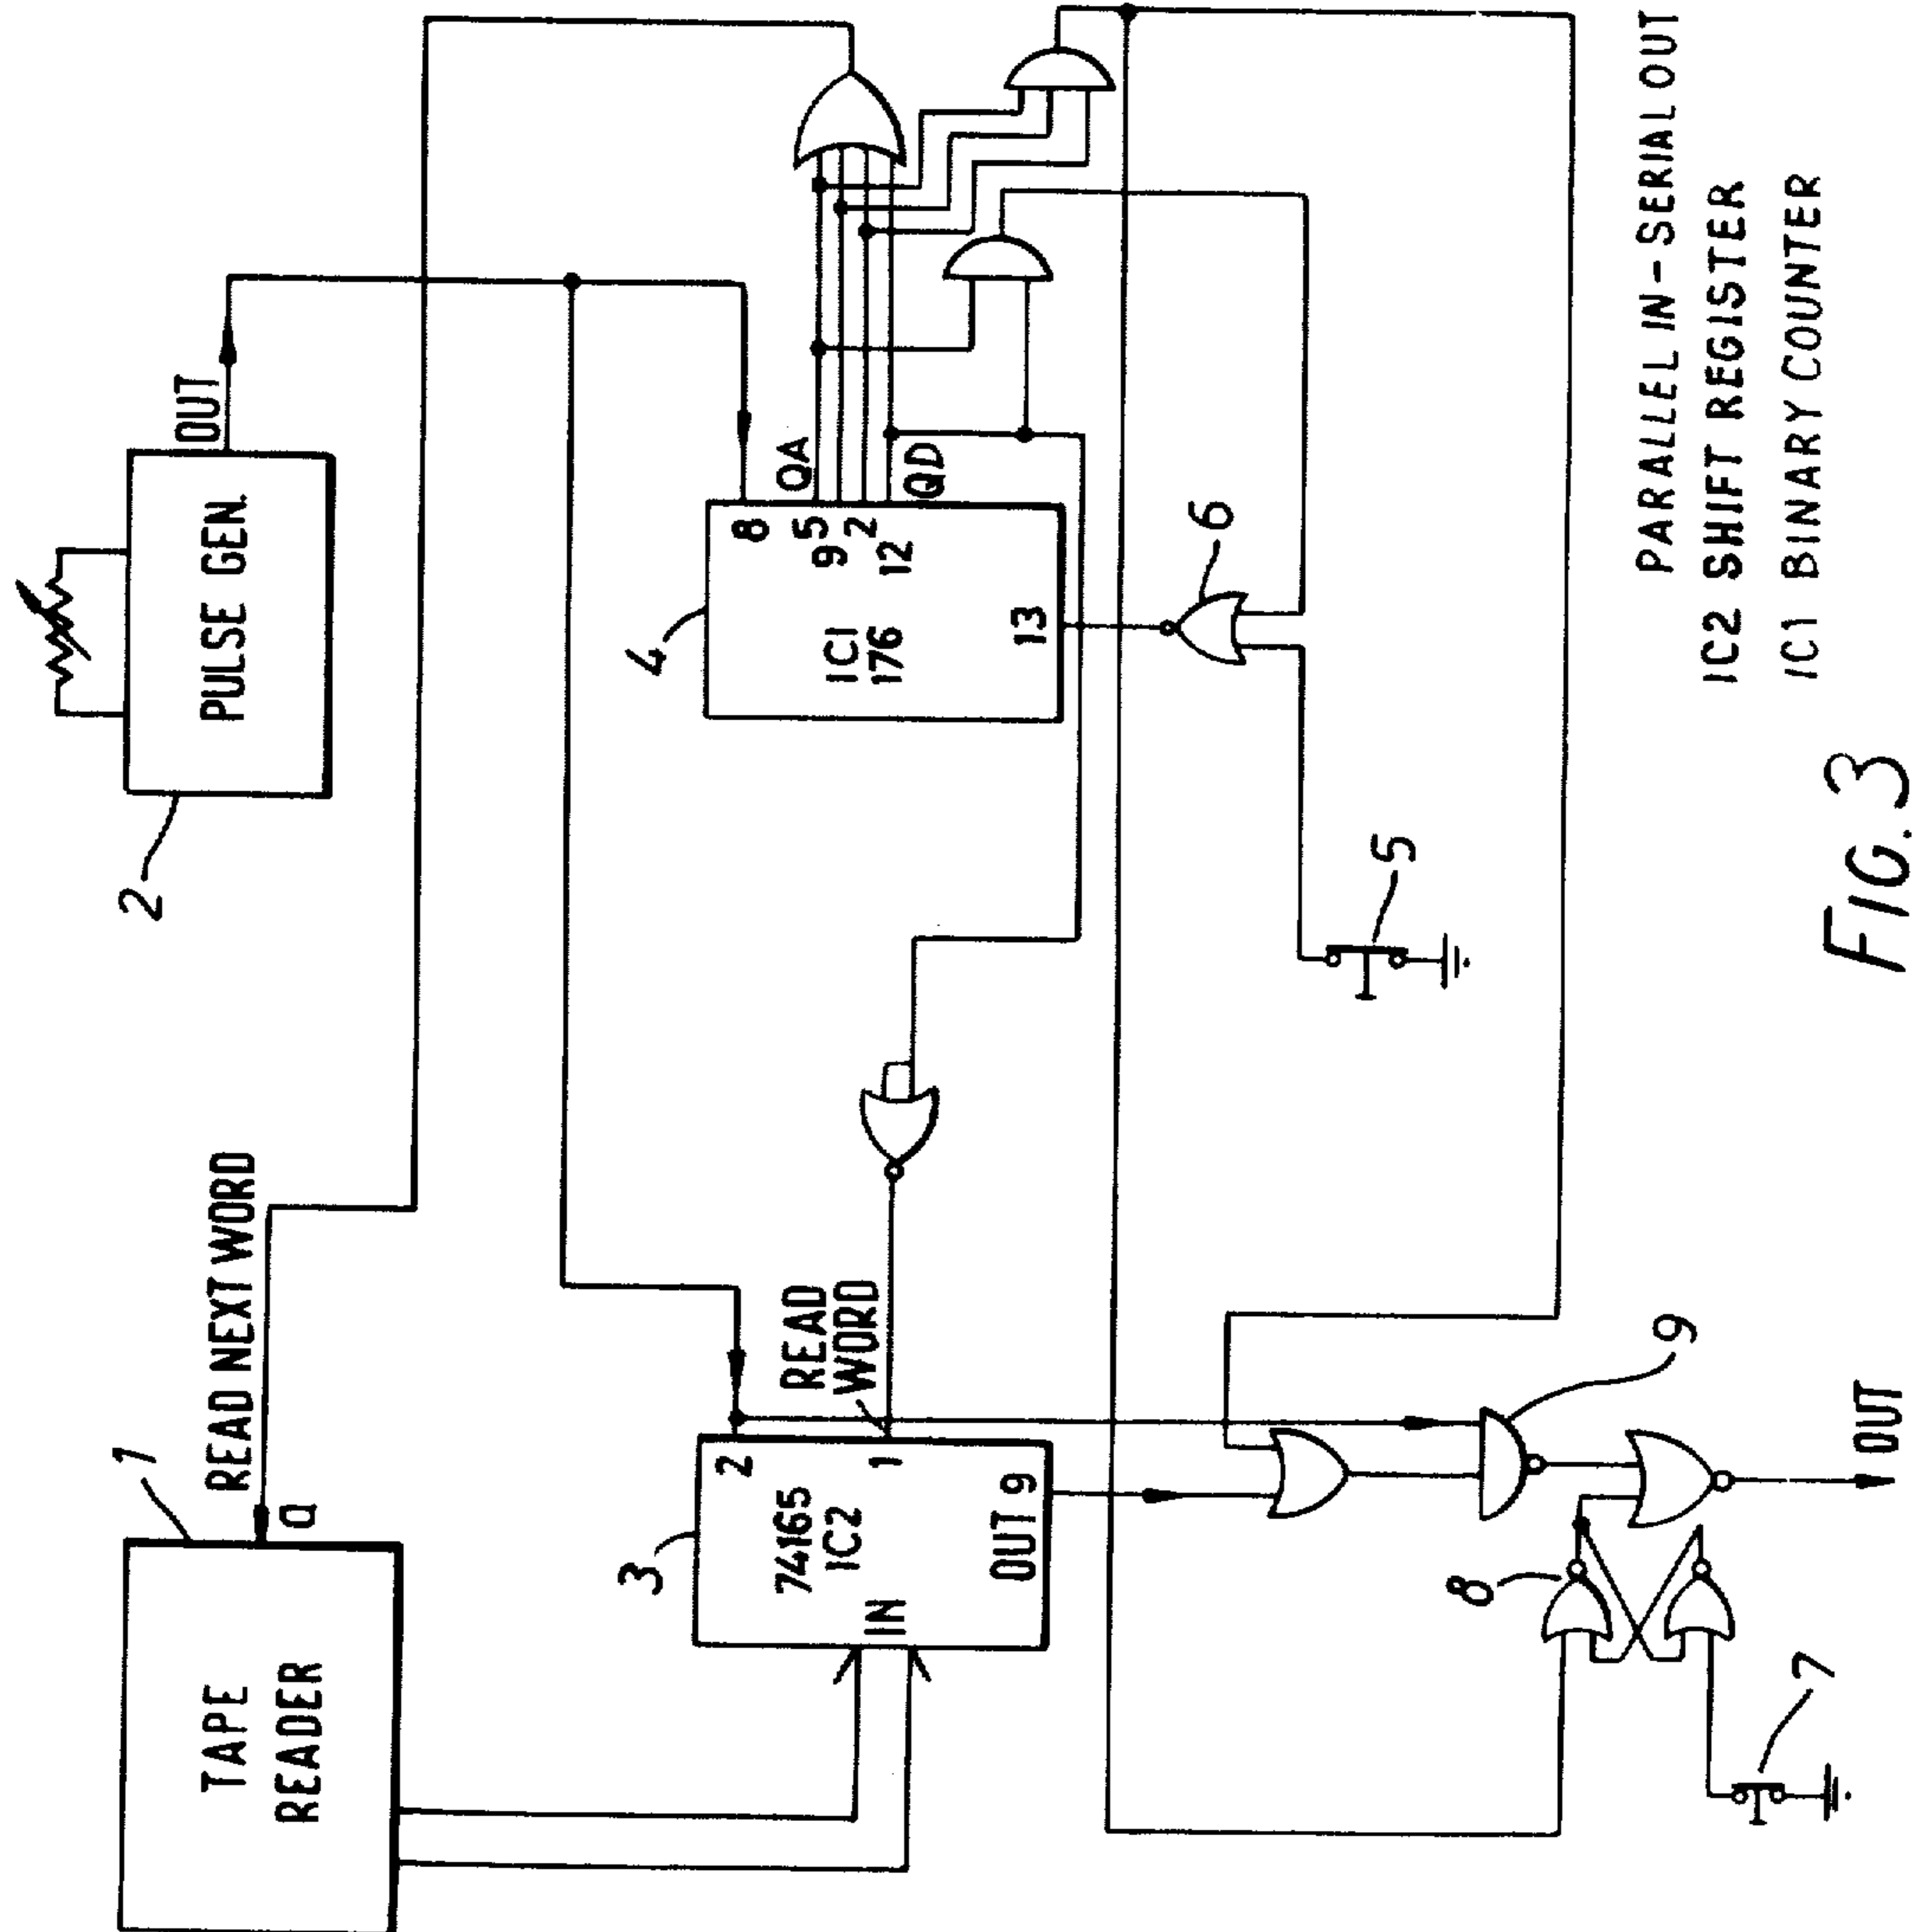 1
TAPE
READER
READ NEXT WORD
a
2
PULSE GEN.
OUT
3
74165
IC2
IN
2
1
OUT 9
READ
WORD
4
IC1
176
8
5
9
2
12
13
QA
QD
5
6
7
8
9
OUT
PARALLEL IN-SERIAL OUT
IC2 SHIFT REGISTER
IC1 BINARY COUNTER
FIG. 3